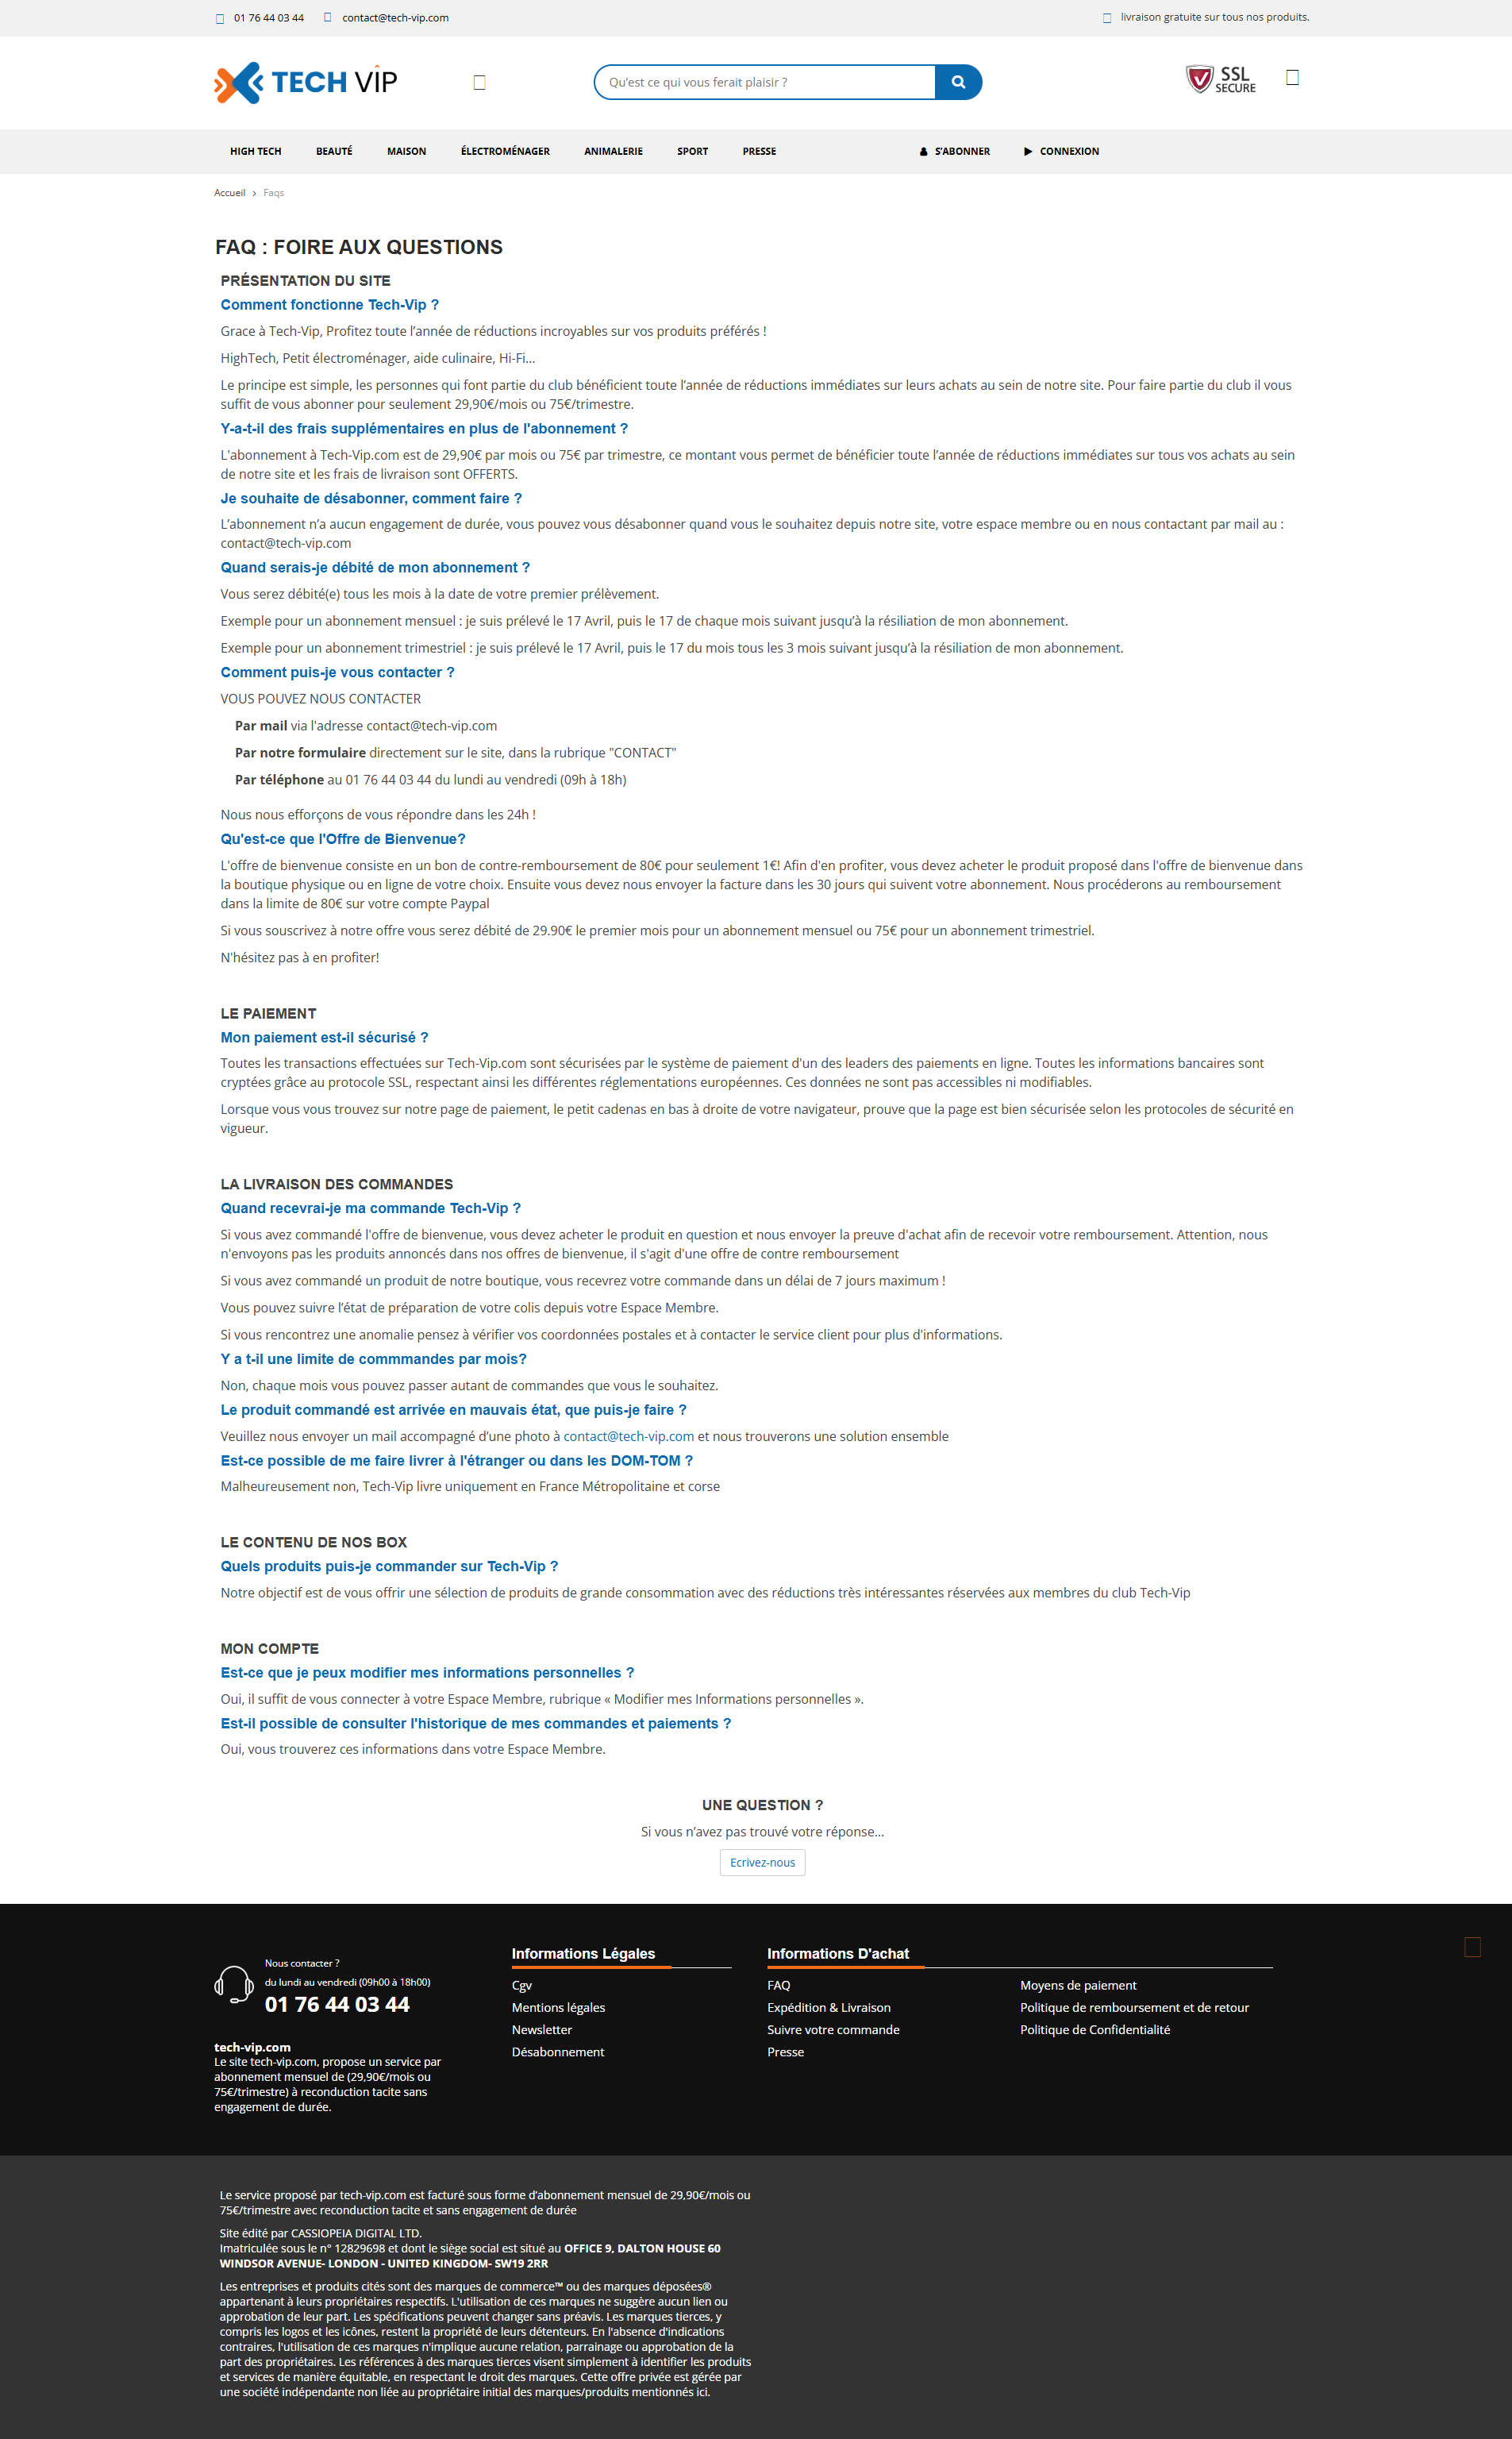 01 76 44 03 44
contact@tech-vip.com
livraison gratuite sur tous nos produits.
TECH VIP
Qu'est ce qui vous ferait plaisir ?
SSL
SECURE
HIGH TECH
BEAUTÉ
MAISON
ÉLECTROMÉNAGER
ANIMALERIE
SPORT
PRESSE
S'ABONNER
CONNEXION
Accueil > Faqs
FAQ : FOIRE AUX QUESTIONS
PRÉSENTATION DU SITE
Comment fonctionne Tech-Vip ?
Grace à Tech-Vip, Profitez toute l’année de réductions incroyables sur vos produits préférés !
HighTech, Petit électroménager, aide culinaire, Hi-Fi...
Le principe est simple, les personnes qui font partie du club bénéficient toute l’année de réductions immédiates sur leurs achats au sein de notre site. Pour faire partie du club il vous
suffit de vous abonner pour seulement 29,90€/mois ou 75€/trimestre.
Y-a-t-il des frais supplémentaires en plus de l'abonnement ?
L'abonnement à Tech-Vip.com est de 29,90€ par mois ou 75€ par trimestre, ce montant vous permet de bénéficier toute l’année de réductions immédiates sur tous vos achats au sein
de notre site et les frais de livraison sont OFFERTS.
Je souhaite de désabonner, comment faire ?
L’abonnement n’a aucun engagement de durée, vous pouvez vous désabonner quand vous le souhaitez depuis notre site, votre espace membre ou en nous contactant par mail au :
contact@tech-vip.com
Quand serais-je débité de mon abonnement ?
Vous serez débité(e) tous les mois à la date de votre premier prélèvement.
Exemple pour un abonnement mensuel : je suis prélevé le 17 Avril, puis le 17 de chaque mois suivant jusqu’à la résiliation de mon abonnement.
Exemple pour un abonnement trimestriel : je suis prélevé le 17 Avril, puis le 17 du mois tous les 3 mois suivant jusqu’à la résiliation de mon abonnement.
Comment puis-je vous contacter ?
VOUS POUVEZ NOUS CONTACTER
Par mail via l'adresse contact@tech-vip.com
Par notre formulaire directement sur le site, dans la rubrique "CONTACT"
Par téléphone au 01 76 44 03 44 du lundi au vendredi (09h à 18h)
Nous nous efforçons de vous répondre dans les 24h !
Qu'est-ce que l'Offre de Bienvenue?
L'offre de bienvenue consiste en un bon de contre-remboursement de 80€ pour seulement 1€! Afin d'en profiter, vous devez acheter le produit proposé dans l'offre de bienvenue dans
la boutique physique ou en ligne de votre choix. Ensuite vous devez nous envoyer la facture dans les 30 jours qui suivent votre abonnement. Nous procéderons au remboursement
dans la limite de 80€ sur votre compte Paypal
Si vous souscrivez à notre offre vous serez débité de 29.90€ le premier mois pour un abonnement mensuel ou 75€ pour un abonnement trimestriel.
N'hésitez pas à en profiter!
LE PAIEMENT
Mon paiement est-il sécurisé ?
Toutes les transactions effectuées sur Tech-Vip.com sont sécurisées par le système de paiement d'un des leaders des paiements en ligne. Toutes les informations bancaires sont
cryptées grâce au protocole SSL, respectant ainsi les différentes réglementations européennes. Ces données ne sont pas accessibles ni modifiables.
Lorsque vous vous trouvez sur notre page de paiement, le petit cadenas en bas à droite de votre navigateur, prouve que la page est bien sécurisée selon les protocoles de sécurité en
vigueur.
LA LIVRAISON DES COMMANDES
Quand recevrai-je ma commande Tech-Vip ?
Si vous avez commandé l'offre de bienvenue, vous devez acheter le produit en question et nous envoyer la preuve d'achat afin de recevoir votre remboursement. Attention, nous
n'envoyons pas les produits annoncés dans nos offres de bienvenue, il s'agit d'une offre de contre remboursement
Si vous avez commandé un produit de notre boutique, vous recevrez votre commande dans un délai de 7 jours maximum !
Vous pouvez suivre l’état de préparation de votre colis depuis votre Espace Membre.
Si vous rencontrez une anomalie pensez à vérifier vos coordonnées postales et à contacter le service client pour plus d'informations.
Y a t-il une limite de commmandes par mois?
Non, chaque mois vous pouvez passer autant de commandes que vous le souhaitez.
Le produit commandé est arrivée en mauvais état, que puis-je faire ?
Veuillez nous envoyer un mail accompagné d’une photo à contact@tech-vip.com et nous trouverons une solution ensemble
Est-ce possible de me faire livrer à l'étranger ou dans les DOM-TOM ?
Malheureusement non, Tech-Vip livre uniquement en France Métropolitaine et corse
LE CONTENU DE NOS BOX
Quels produits puis-je commander sur Tech-Vip ?
Notre objectif est de vous offrir une sélection de produits de grande consommation avec des réductions très intéressantes réservées aux membres du club Tech-Vip
MON COMPTE
Est-ce que je peux modifier mes informations personnelles ?
Oui, il suffit de vous connecter à votre Espace Membre, rubrique « Modifier mes Informations personnelles ».
Est-il possible de consulter l'historique de mes commandes et paiements ?
Oui, vous trouverez ces informations dans votre Espace Membre.
UNE QUESTION ?
Si vous n’avez pas trouvé votre réponse...
Ecrivez-nous
Nous contacter ?
du lundi au vendredi (09h00 à 18h00)
01 76 44 03 44
tech-vip.com
Le site tech-vip.com, propose un service par
abonnement mensuel de (29,90€/mois ou
75€/trimestre) à reconduction tacite sans
engagement de durée.
Informations Légales
Cgv
Mentions légales
Newsletter
Désabonnement
Informations D'achat
FAQ
Expédition & Livraison
Suivre votre commande
Presse
Moyens de paiement
Politique de remboursement et de retour
Politique de Confidentialité
Le service proposé par tech-vip.com est facturé sous forme d’abonnement mensuel de 29,90€/mois ou
75€/trimestre avec reconduction tacite et sans engagement de durée
Site édité par CASSIOPEIA DIGITAL LTD.
Imatriculée sous le n° 12829698 et dont le siège social est situé au OFFICE 9, DALTON HOUSE 60
WINDSOR AVENUE- LONDON - UNITED KINGDOM- SW19 2RR
Les entreprises et produits cités sont des marques de commerce™ ou des marques déposées®
appartenant à leurs propriétaires respectifs. L'utilisation de ces marques ne suggère aucun lien ou
approbation de leur part. Les spécifications peuvent changer sans préavis. Les marques tierces, y
compris les logos et les icônes, restent la propriété de leurs détenteurs. En l'absence d'indications
contraires, l'utilisation de ces marques n'implique aucune relation, parrainage ou approbation de la
part des propriétaires. Les références à des marques tierces visent simplement à identifier les produits
et services de manière équitable, en respectant le droit des marques. Cette offre privée est gérée par
une société indépendante non liée au propriétaire initial des marques/produits mentionnés ici.